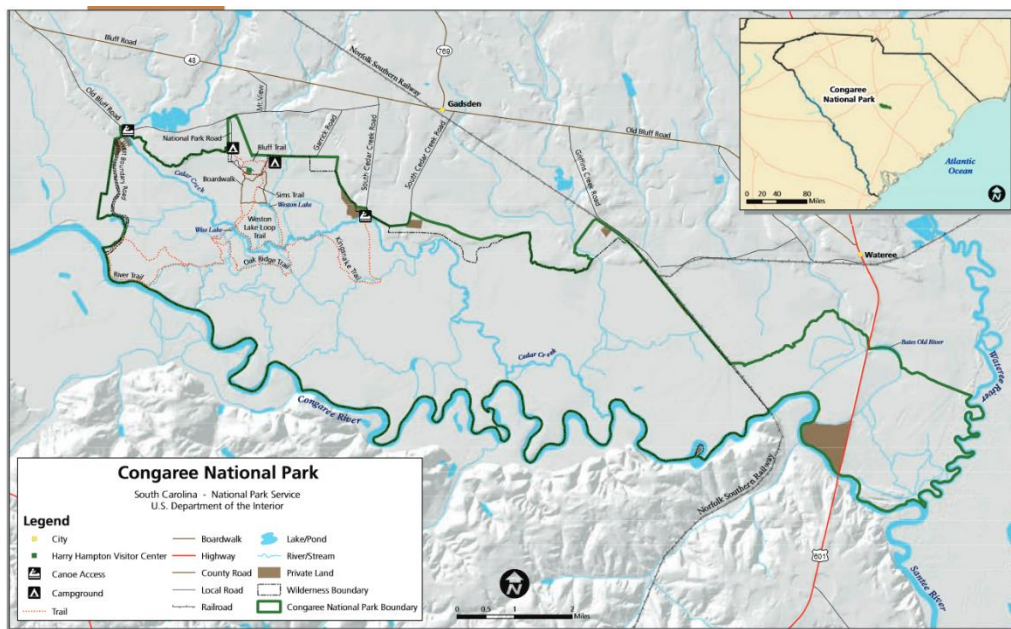 Bluff Road
48
Old Bluff Road
Mt View
769
Norfolk Southern Railway
Gadsden
Old Bluff Road
National Park Road
Bluff Trail
Garrick Road
South Cedar Creek Road
South Cedar Creek Road
Griffins Creek Road
West Boundary Road
Cedar Creek
Boardwalk
Sims Trail
Weston Lake
Wise Lake
Weston
Lake Loop
Trail
Oak Ridge Trail
Kingsnake Trail
River Trail
Wateree
Bates Old River
Wateree River
Cedar Creek
Congaree River
Norfolk Southern Railway
601
Santee River
Congaree
National Park
Atlantic
Ocean
0 20 40 80
Miles
N
Congaree National Park
South Carolina - National Park Service
U.S. Department of the Interior
Legend
City
Harry Hampton Visitor Center
Canoe Access
Campground
Trail
Boardwalk
Highway
County Road
Local Road
Railroad
Lake/Pond
River/Stream
Private Land
Wilderness Boundary
Congaree National Park Boundary
N
0 0.5 1 2
Miles